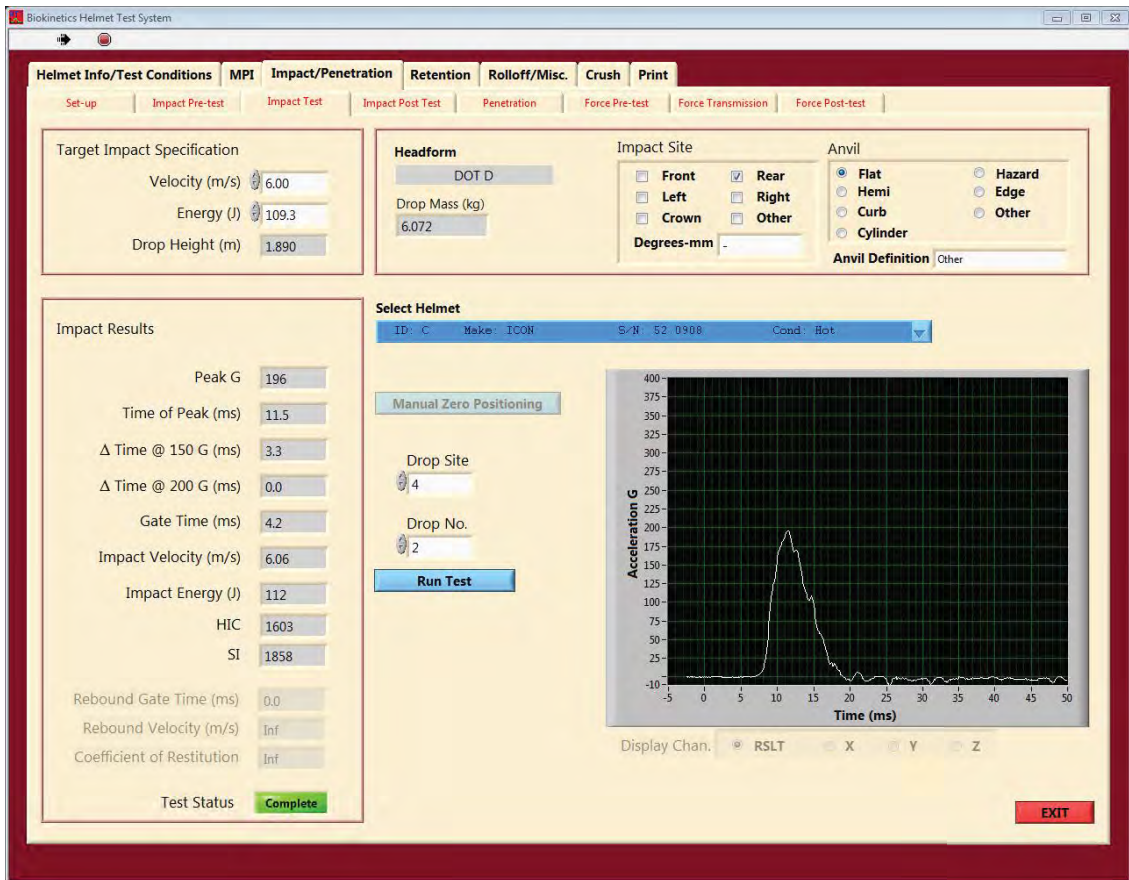 Biokinetics Helmet Test System
Helmet Info/Test Conditions MPI Impact/Penetration Retention Rolloff/Misc. Crush Print
Set-up Impact Pre-test Impact Test Impact Post Test Penetration Force Pre-test Force Transmission Force Post-test
Target Impact Specification
Velocity (m/s) 6.00
Energy (J) 109.3
Drop Height (m) 1.890
Headform
DOT D
Drop Mass (kg)
6.072
Impact Site
Front Rear
Left Right
Crown Other
Degrees-mm -
Anvil
Flat Hazard
Hemi Edge
Curb Other
Cylinder
Anvil Definition Other
Select Helmet
ID: C Make: ICON S/N: 52 0908 Cond: Hot
Impact Results
Peak G 196
Time of Peak (ms) 11.5
Δ Time @ 150 G (ms) 3.3
Δ Time @ 200 G (ms) 0.0
Gate Time (ms) 4.2
Impact Velocity (m/s) 6.06
Impact Energy (J) 112
HIC 1603
SI 1858
Rebound Gate Time (ms) 0.0
Rebound Velocity (m/s) Inf
Coefficient of Restitution Inf
Test Status Complete
Manual Zero Positioning
Drop Site
4
Drop No.
2
Run Test
Acceleration G
400
375
350
325
300
275
250
225
200
175
150
125
100
75
50
25
-10
-5 0 5 10 15 20 25 30 35 40 45 50
Time (ms)
Display Chan. RSLT X Y Z
EXIT